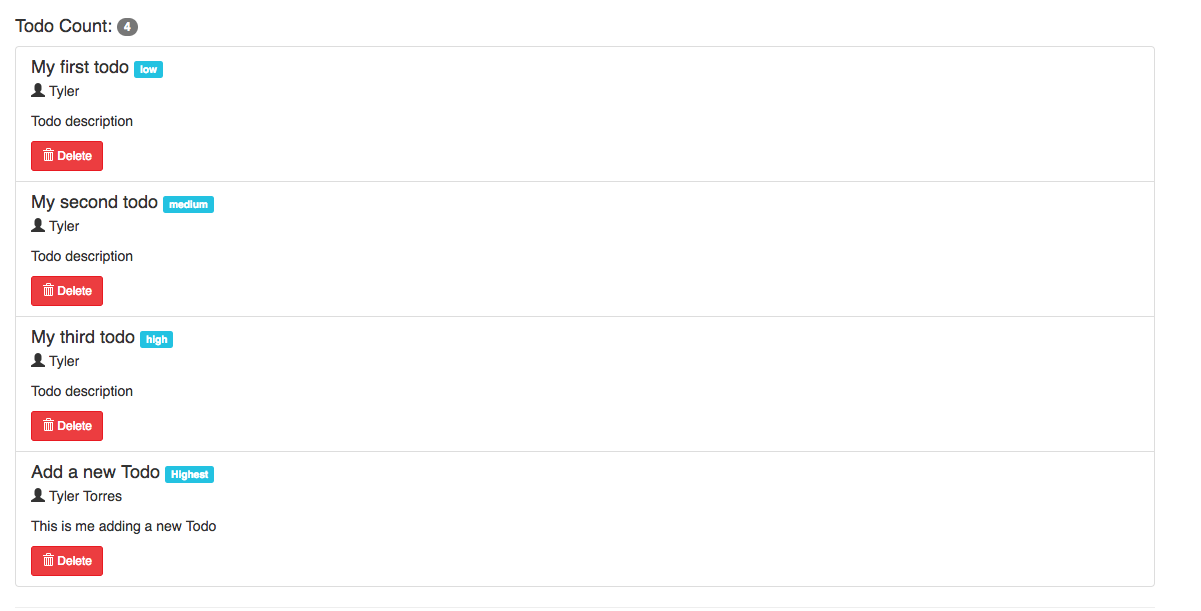 Todo Count: 4
My first todo low
Tyler
Todo description
Delete
My second todo medium
Tyler
Todo description
Delete
My third todo high
Tyler
Todo description
Delete
Add a new Todo Highest
Tyler Torres
This is me adding a new Todo
Delete